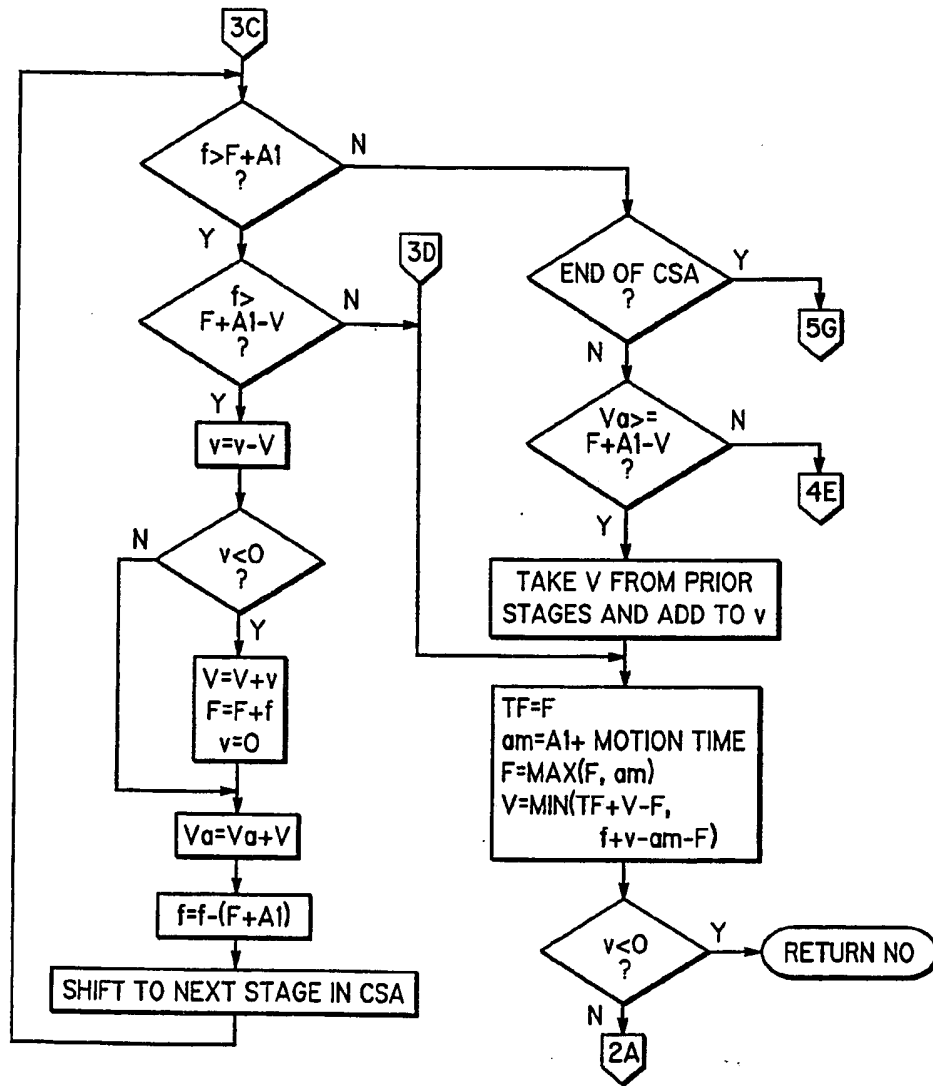 3C
f>F+A1
?
N
Y
f>
F+A1-V
?
N
Y
3D
v=v-V
v<0
?
N
Y
V=V+v
F=F+f
v=0
Va=Va+V
f=f-(F+A1)
SHIFT TO NEXT STAGE IN CSA
END OF CSA
?
Y
5G
N
Va>=
F+A1-V
?
N
4E
Y
TAKE V FROM PRIOR
STAGES AND ADD TO v
TF=F
am=A1+ MOTION TIME
F=MAX(F, am)
V=MIN(TF+V-F,
f+v-am-F)
v<0
?
Y
RETURN NO
N
2A